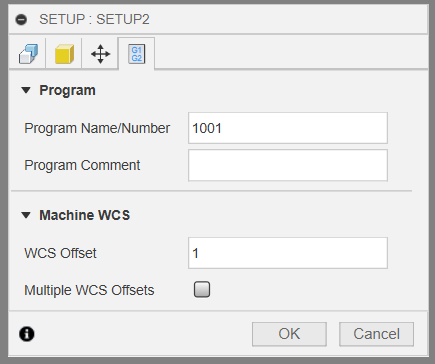 SETUP : SETUP2
G1
G2
Program
Program Name/Number 1001
Program Comment
Machine WCS
WCS Offset 1
Multiple WCS Offsets
OK Cancel